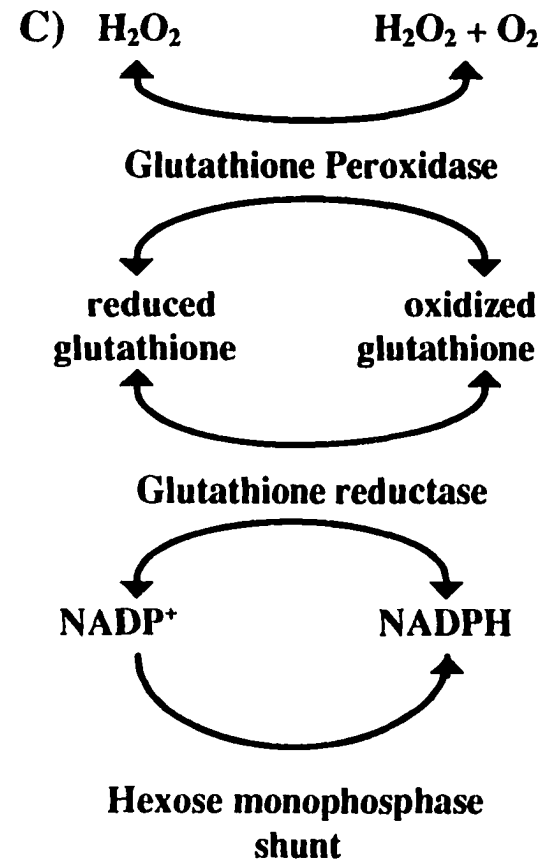 C) H₂O₂ H₂O₂ + O₂
Glutathione Peroxidase
reduced oxidized
glutathione glutathione
Glutathione reductase
NADP⁺ NADPH
Hexose monophosphase
shunt